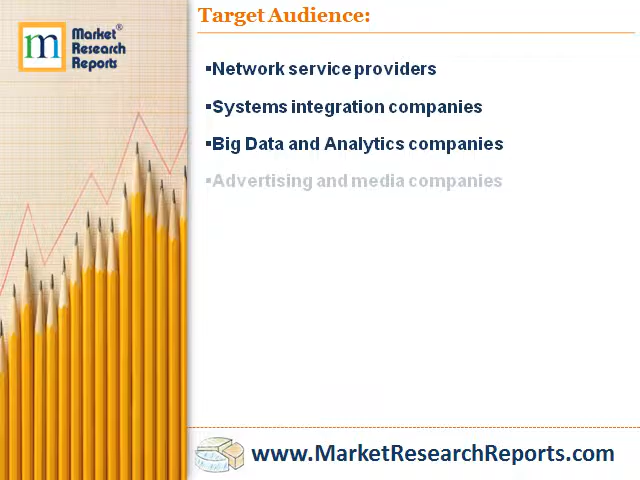 Target Audience:
m
Market®
Research
Reports
▪Network service providers
▪Systems integration companies
▪Big Data and Analytics companies
▪Advertising and media companies
www.MarketResearchReports.com